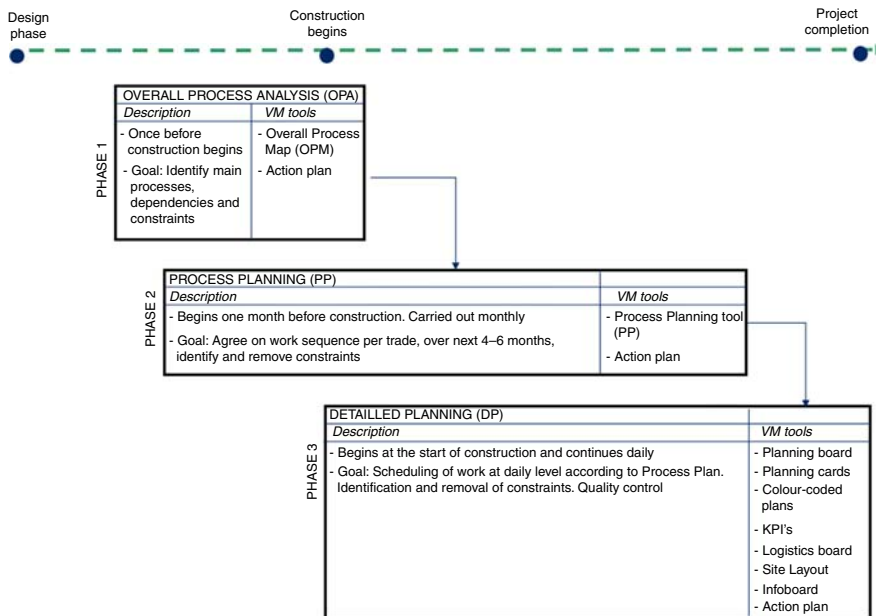 Design
phase
Construction
begins
Project
completion
PHASE 1
OVERALL PROCESS ANALYSIS (OPA)
Description
VM tools
- Once before
construction begins
- Goal: Identify main
processes,
dependencies and
constraints
- Overall Process
Map (OPM)
- Action plan
PHASE 2
PROCESS PLANNING (PP)
Description
VM tools
- Begins one month before construction. Carried out monthly
- Goal: Agree on work sequence per trade, over next 4–6 months,
identify and remove constraints
- Process Planning tool
(PP)
- Action plan
PHASE 3
DETAILLED PLANNING (DP)
Description
VM tools
- Begins at the start of construction and continues daily
- Goal: Scheduling of work at daily level according to Process Plan.
Identification and removal of constraints. Quality control
- Planning board
- Planning cards
- Colour-coded
plans
- KPI's
- Logistics board
- Site Layout
- Infoboard
- Action plan